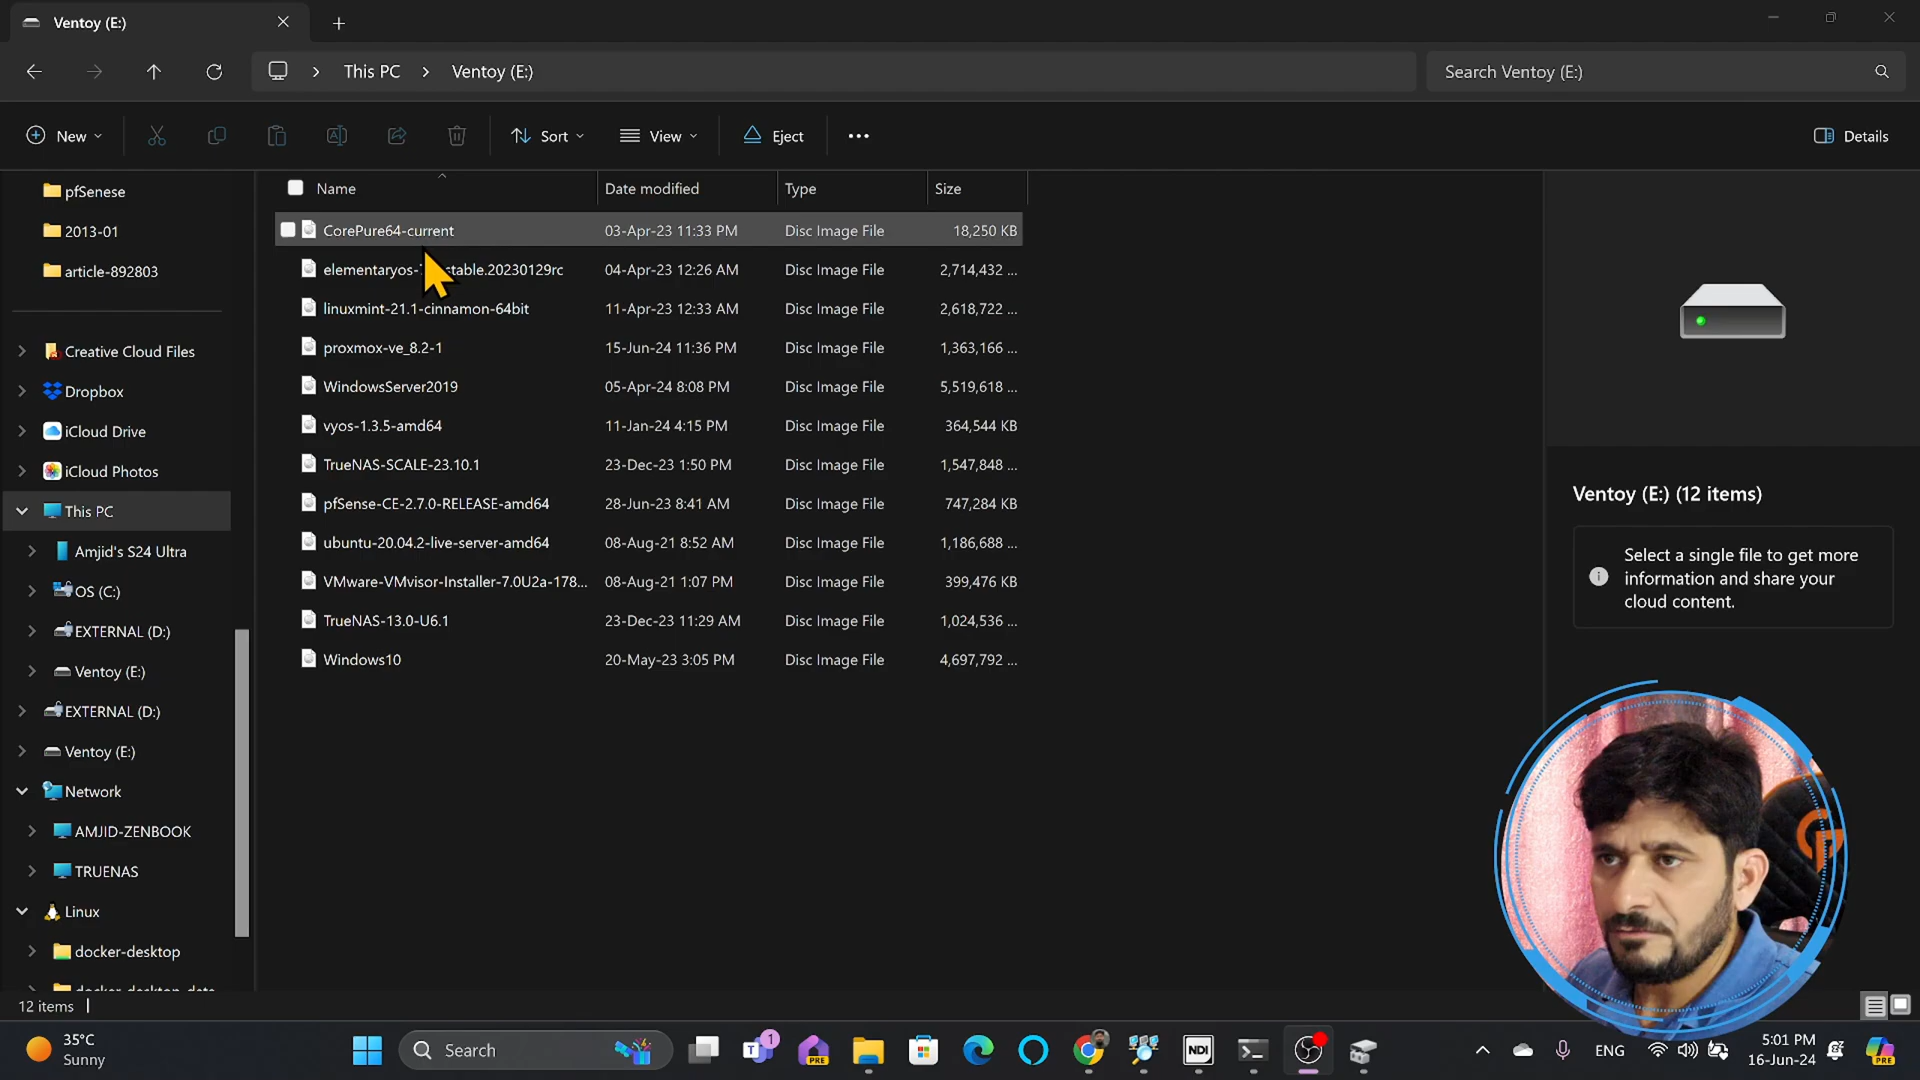 Ventoy (E:)
This PC
Ventoy (E:)
Search Ventoy (E:)
New
Sort
View
Eject
Details
Name
Date modified
Type
Size
pfSenese
2013-01
article-892803
Creative Cloud Files
Dropbox
iCloud Drive
iCloud Photos
This PC
Amjid's S24 Ultra
OS (C:)
EXTERNAL (D:)
Ventoy (E:)
EXTERNAL (D:)
Ventoy (E:)
Network
AMJID-ZENBOOK
TRUENAS
Linux
docker-desktop
CorePure64-current 03-Apr-23 11:33 PM Disc Image File 18,250 KB
elementaryos- stable.20230129rc 04-Apr-23 12:26 AM Disc Image File 2,714,432 ...
linuxmint-21.1-cinnamon-64bit 11-Apr-23 12:33 AM Disc Image File 2,618,722 ...
proxmox-ve_8.2-1 15-Jun-24 11:36 PM Disc Image File 1,363,166 ...
WindowsServer2019 05-Apr-24 8:08 PM Disc Image File 5,519,618 ...
vyos-1.3.5-amd64 11-Jan-24 4:15 PM Disc Image File 364,544 KB
TrueNAS-SCALE-23.10.1 23-Dec-23 1:50 PM Disc Image File 1,547,848 ...
pfSense-CE-2.7.0-RELEASE-amd64 28-Jun-23 8:41 AM Disc Image File 747,284 KB
ubuntu-20.04.2-live-server-amd64 08-Aug-21 8:52 AM Disc Image File 1,186,688 ...
VMware-VMvisor-Installer-7.0U2a-178... 08-Aug-21 1:07 PM Disc Image File 399,476 KB
TrueNAS-13.0-U6.1 23-Dec-23 11:29 AM Disc Image File 1,024,536 ...
Windows10 20-May-23 3:05 PM Disc Image File 4,697,792 ...
Ventoy (E:) (12 items)
Select a single file to get more
information and share your
cloud content.
12 items
35°C
Sunny
Search
1
PRE
NDI
ENG
5:01 PM
16-Jun-24
PRE